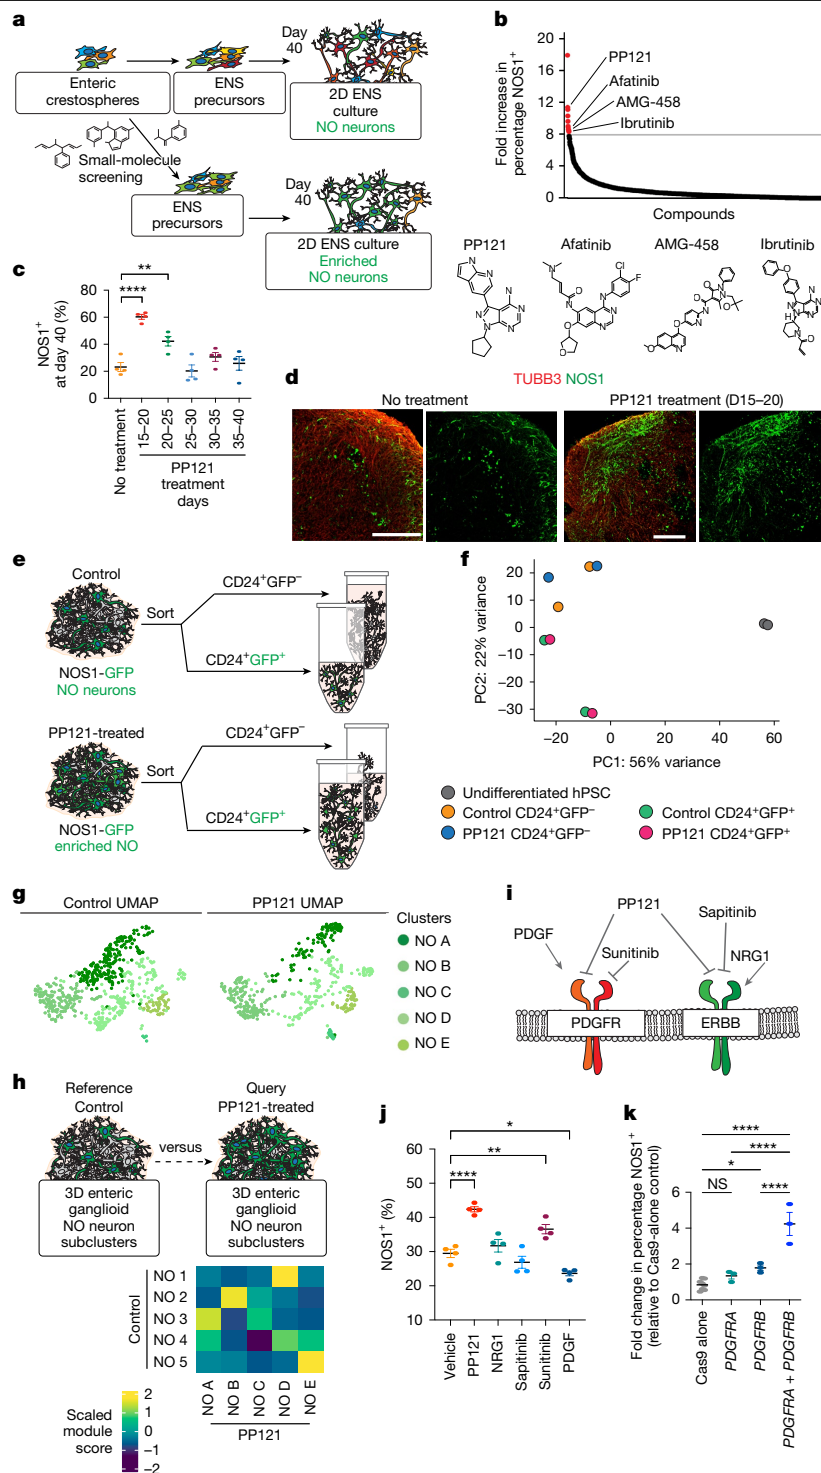 a
Enteric
crestospheres
ENS
precursors
Day
40
2D ENS
culture
NO neurons
Small-molecule
screening
ENS
precursors
Day
40
2D ENS culture
Enriched
NO neurons
b
Fold increase in
percentage NOS1+
20
16
12
8
4
0
PP121
Afatinib
AMG-458
Ibrutinib
Compounds
PP121
Afatinib
AMG-458
Ibrutinib
c
NOS1+
at day 40 (%)
80
60
40
20
0
**
****
No treatment
15–20
20–25
25–30
30–35
35–40
PP121
treatment
days
d
TUBB3 NOS1
No treatment
PP121 treatment (D15–20)
e
Control
NOS1-GFP
NO neurons
Sort
CD24+GFP−
CD24+GFP+
PP121-treated
NOS1-GFP
enriched NO
Sort
CD24+GFP−
CD24+GFP+
f
PC2: 22% variance
20
10
0
−10
−20
−30
−20
0
20
40
60
PC1: 56% variance
Undifferentiated hPSC
Control CD24+GFP−
Control CD24+GFP+
PP121 CD24+GFP−
PP121 CD24+GFP+
g
Control UMAP
PP121 UMAP
Clusters
NO A
NO B
NO C
NO D
NO E
h
Reference
Control
Query
PP121-treated
versus
3D enteric
ganglioid
NO neuron
subclusters
3D enteric
ganglioid
NO neuron
subclusters
Control
NO 1
NO 2
NO 3
NO 4
NO 5
NO A
NO B
NO C
NO D
NO E
PP121
Scaled
module
score
2
1
0
−1
−2
i
PP121
Sapitinib
PDGF
Sunitinib
NRG1
PDGFR
ERBB
j
NOS1+ (%)
60
50
40
30
20
10
*
**
****
Vehicle
PP121
NRG1
Sapitinib
Sunitinib
PDGF
k
Fold change in percentage NOS1+
(relative to Cas9-alone control)
6
4
2
0
****
****
*
NS
****
Cas9 alone
PDGFRA
PDGFRB
PDGFRA + PDGFRB